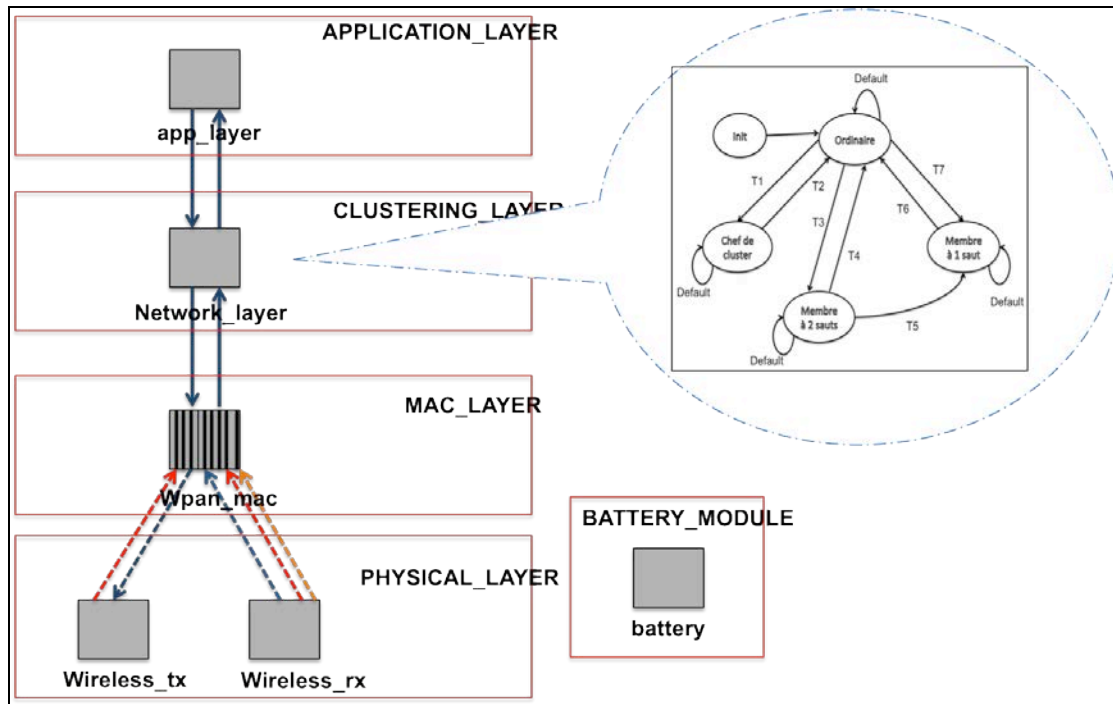 APPLICATION_LAYER
app_layer
CLUSTERING_LAYER
Network_layer
MAC_LAYER
Wpan_mac
PHYSICAL_LAYER
Wireless_tx
Wireless_rx
BATTERY_MODULE
battery
Default
Init
Ordinaire
T1
T2
T3
T4
T6
T7
Chef de
cluster
Membre
à 1 saut
Default
Default
Membre
à 2 sauts
T5
Default